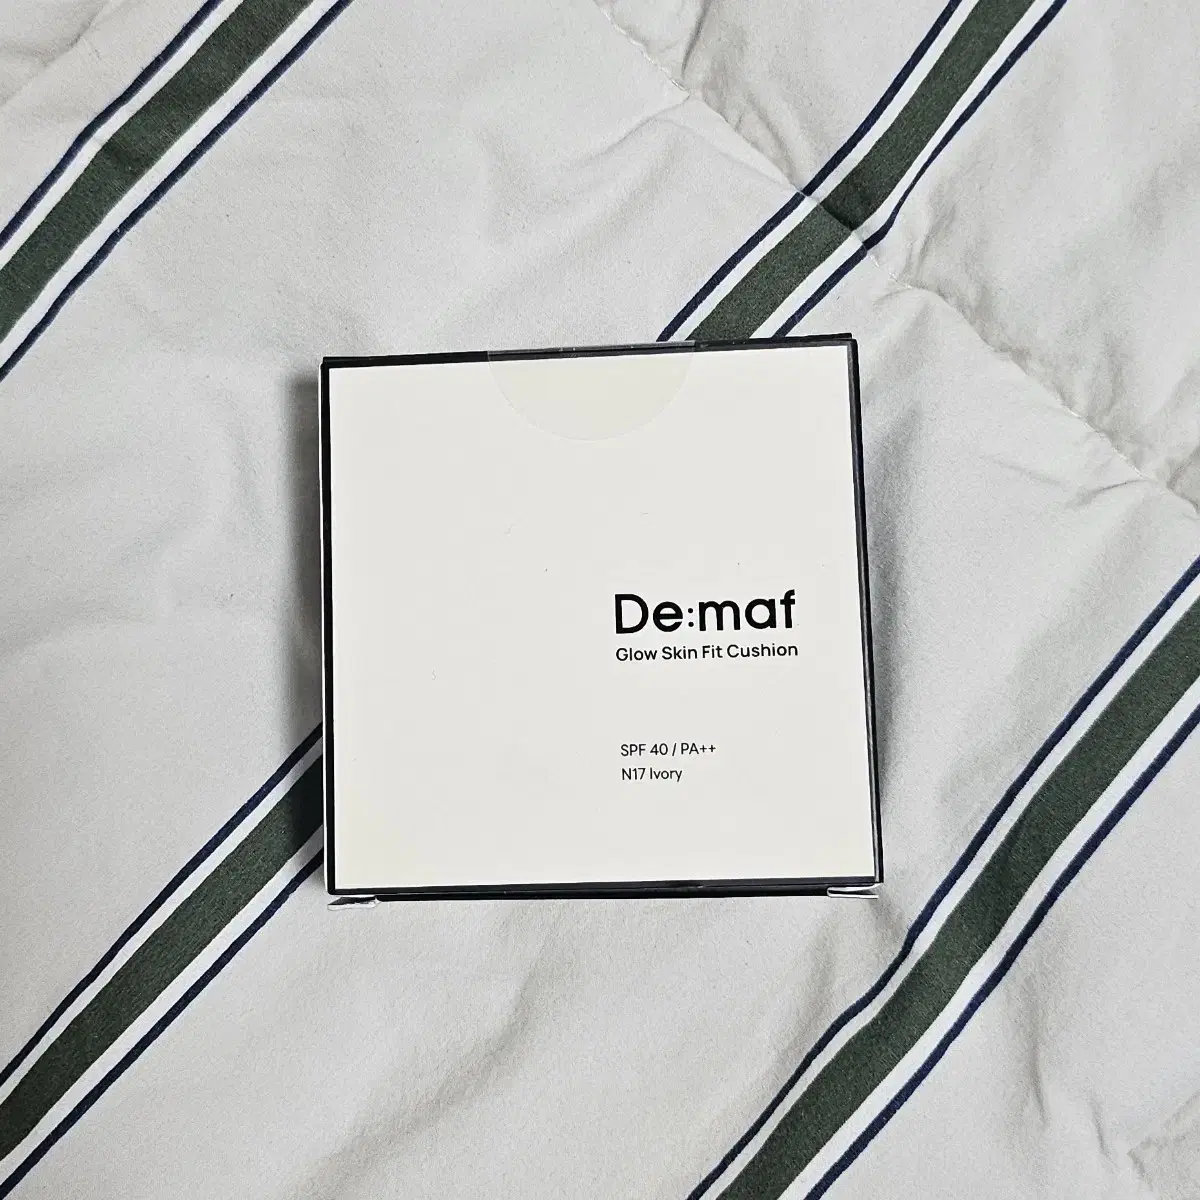 De:maf
Glow Skin Fit Cushion
SPF 40 / PA++
N17 Ivory